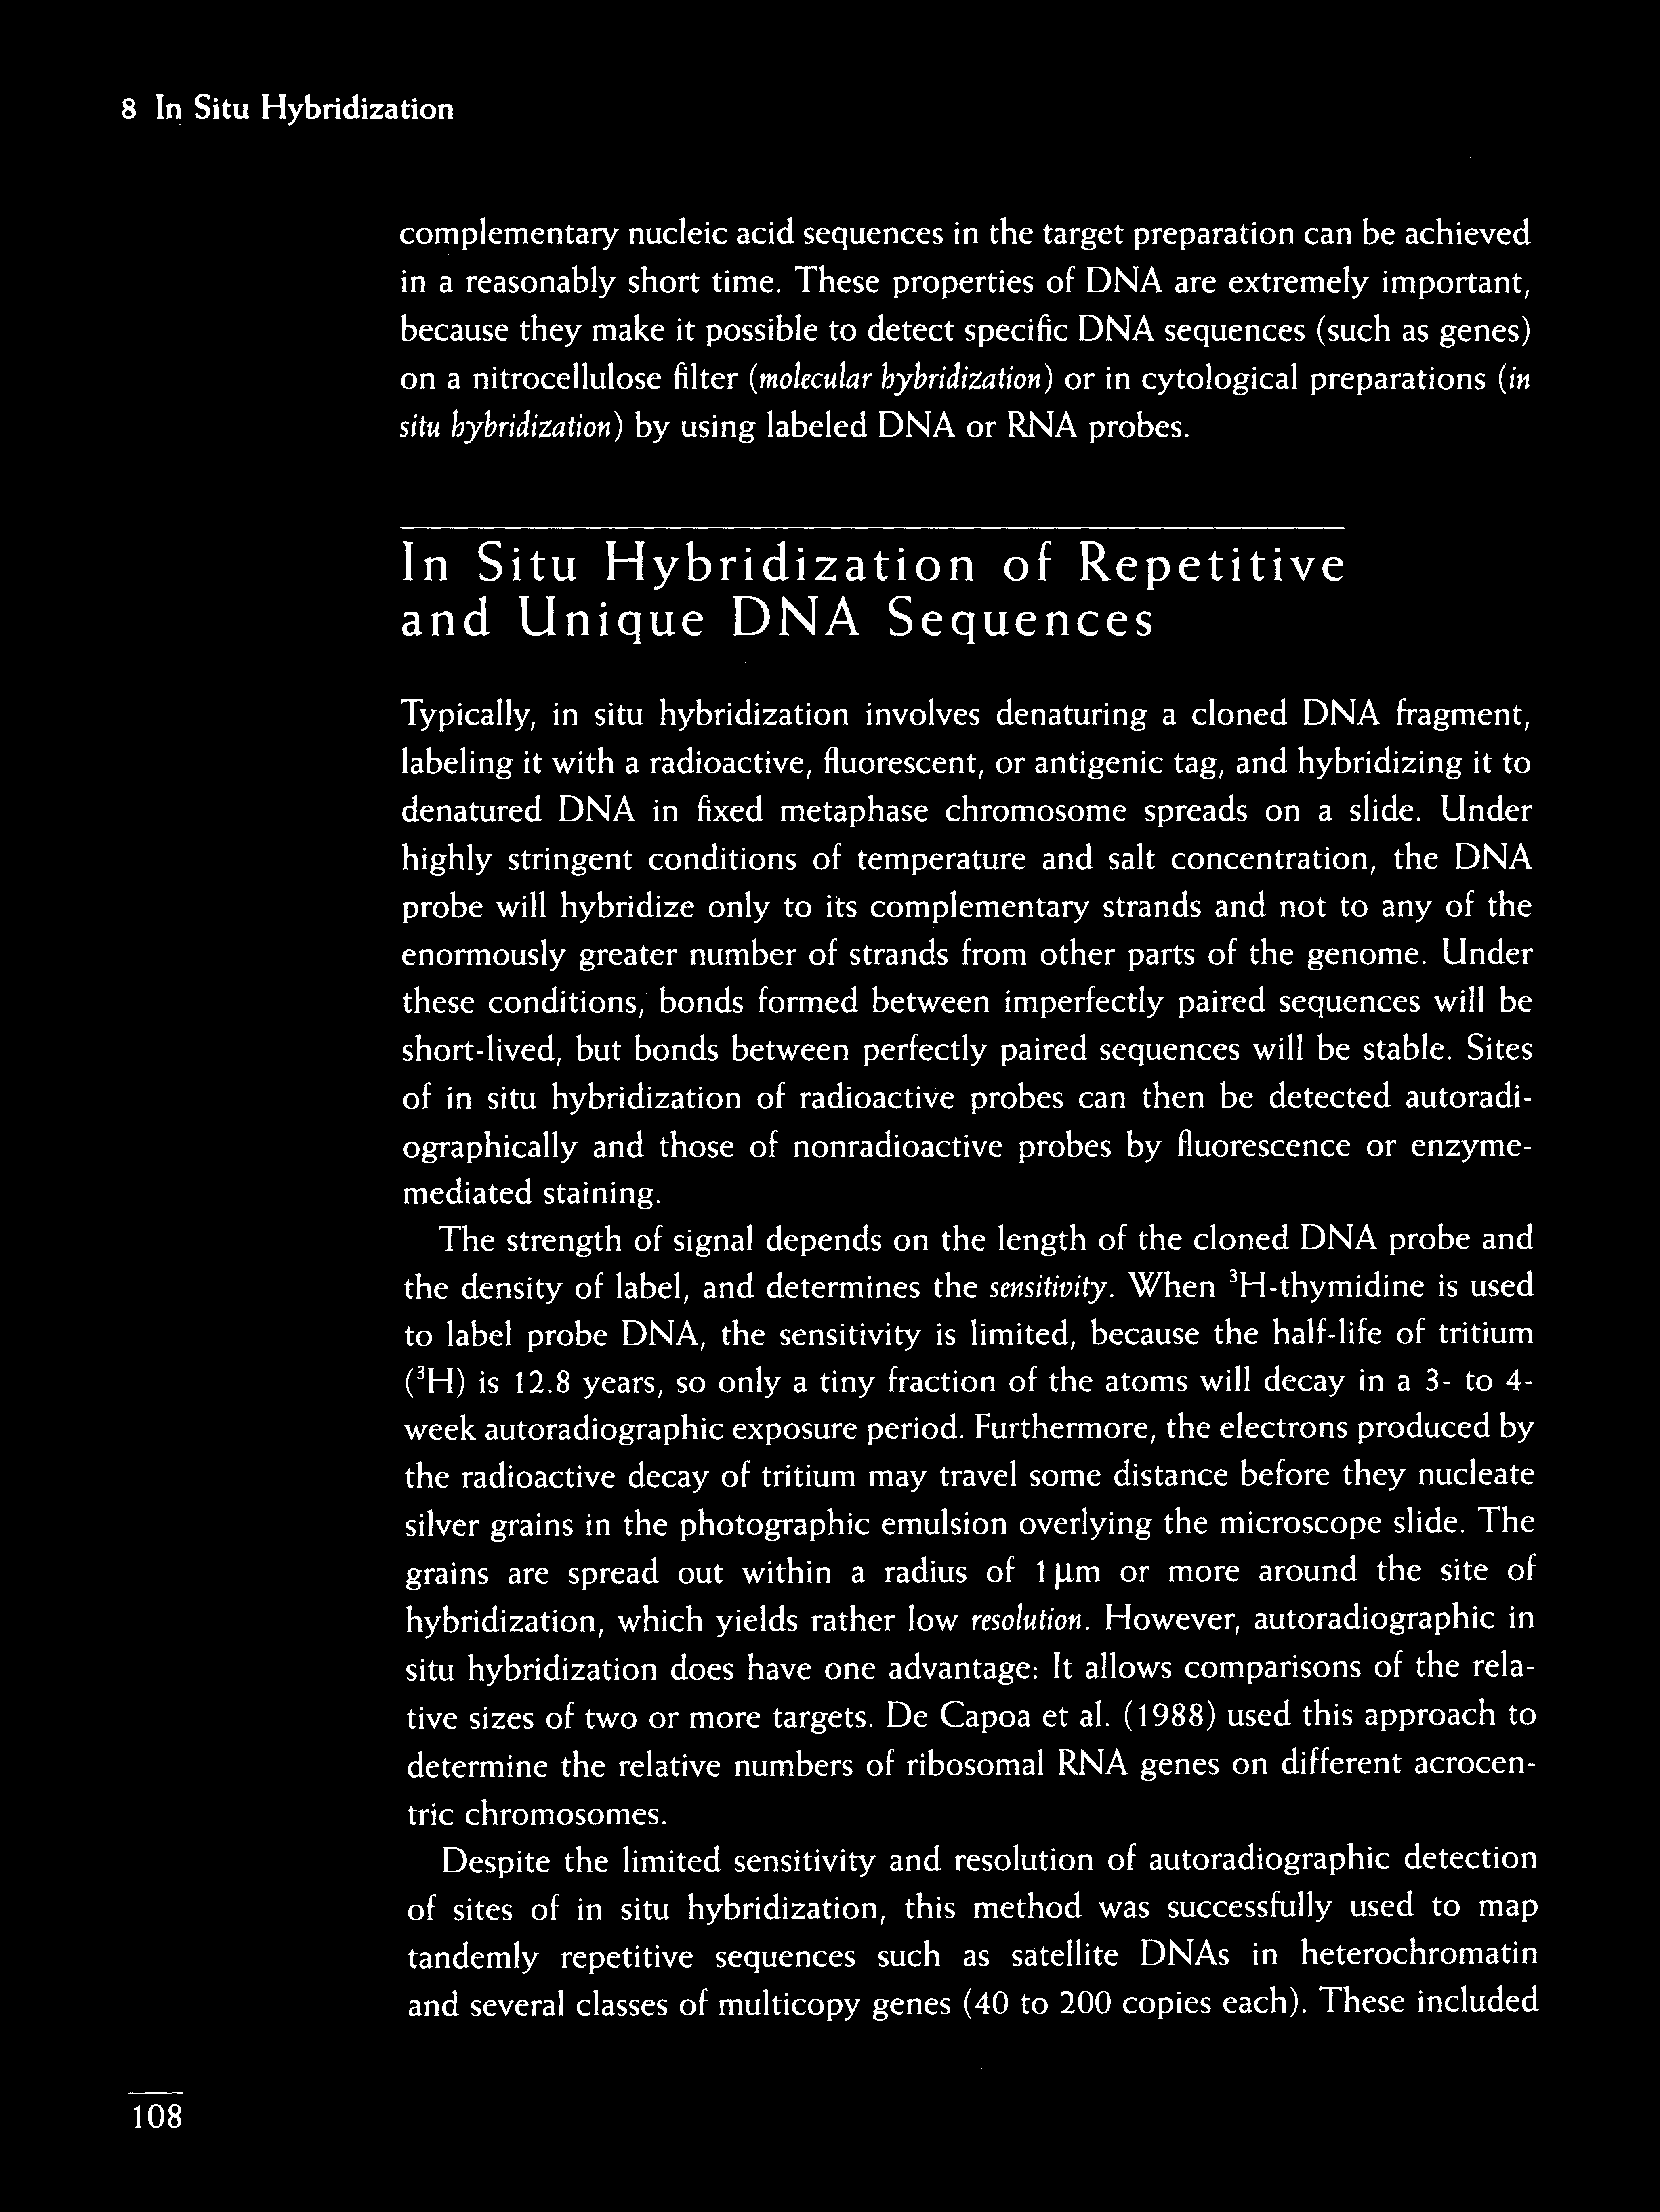 8 In Situ Hybridization
complementary nucleic acid sequences in the target preparation can be achieved
in a reasonably short time. These properties of DNA are extremely important,
because they make it possible to detect specific DNA sequences (such as genes)
on a nitrocellulose filter (molecular hybridization) or in cytological preparations (in
situ hybridization) by using labeled DNA or RNA probes.
In Situ Hybridization of Repetitive
and Unique DNA Sequences
Typically, in situ hybridization involves denaturing a cloned DNA fragment,
labeling it with a radioactive, fluorescent, or antigenic tag, and hybridizing it to
denatured DNA in fixed metaphase chromosome spreads on a slide. Under
highly stringent conditions of temperature and salt concentration, the DNA
probe will hybridize only to its complementary strands and not to any of the
enormously greater number of strands from other parts of the genome. Under
these conditions, bonds formed between imperfectly paired sequences will be
short-lived, but bonds between perfectly paired sequences will be stable. Sites
of in situ hybridization of radioactive probes can then be detected autoradi-
ographically and those of nonradioactive probes by fluorescence or enzyme-
mediated staining.
The strength of signal depends on the length of the cloned DNA probe and
the density of label, and determines the sensitivity. When ³H-thymidine is used
to label probe DNA, the sensitivity is limited, because the half-life of tritium
(³H) is 12.8 years, so only a tiny fraction of the atoms will decay in a 3- to 4-
week autoradiographic exposure period. Furthermore, the electrons produced by
the radioactive decay of tritium may travel some distance before they nucleate
silver grains in the photographic emulsion overlying the microscope slide. The
grains are spread out within a radius of 1 μm or more around the site of
hybridization, which yields rather low resolution. However, autoradiographic in
situ hybridization does have one advantage: It allows comparisons of the rela-
tive sizes of two or more targets. De Capoa et al. (1988) used this approach to
determine the relative numbers of ribosomal RNA genes on different acrocen-
tric chromosomes.
Despite the limited sensitivity and resolution of autoradiographic detection
of sites of in situ hybridization, this method was successfully used to map
tandemly repetitive sequences such as satellite DNAs in heterochromatin
and several classes of multicopy genes (40 to 200 copies each). These included
108